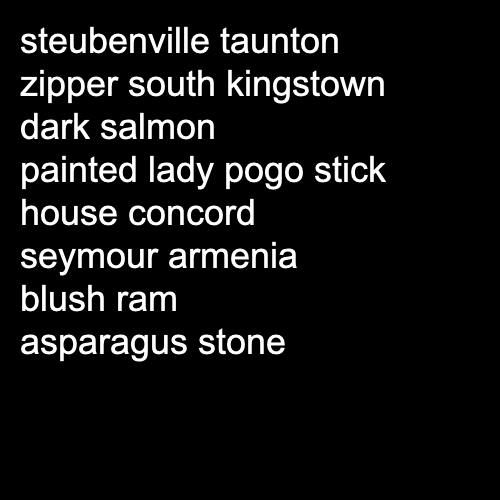 steubenville taunton
zipper south kingstown
dark salmon
painted lady pogo stick
house concord
seymour armenia
blush ram
asparagus stone